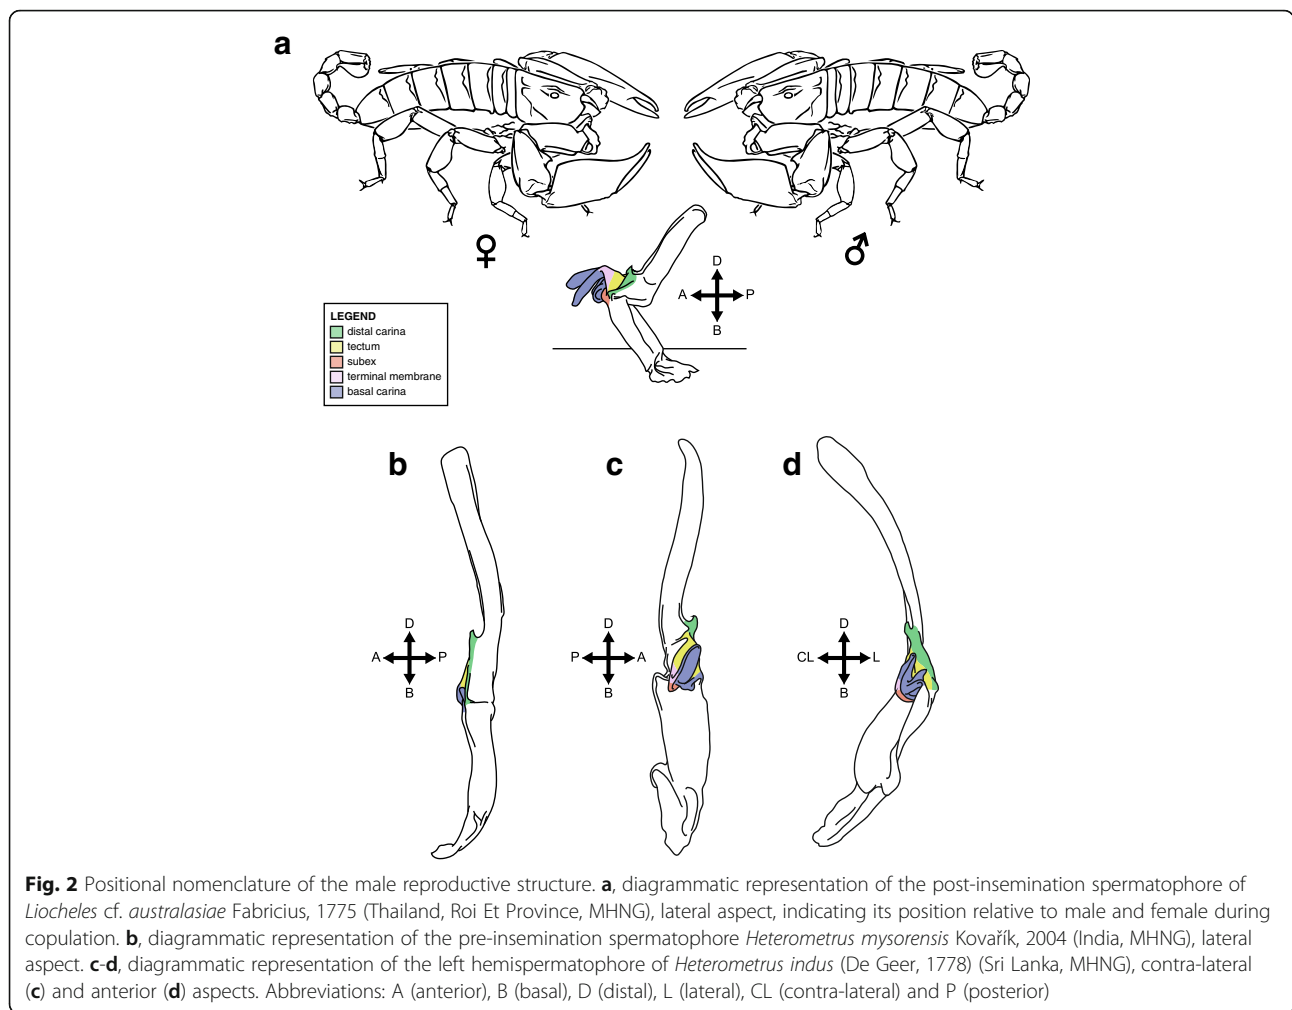 a
♀
♂
D
A P
B
LEGEND
distal carina
tectum
subex
terminal membrane
basal carina
b
c
d
D
A P
B
D
P A
B
D
CL L
B
Fig. 2 Positional nomenclature of the male reproductive structure. a, diagrammatic representation of the post-insemination spermatophore of
Liocheles cf. australasiae Fabricius, 1775 (Thailand, Roi Et Province, MHNG), lateral aspect, indicating its position relative to male and female during
copulation. b, diagrammatic representation of the pre-insemination spermatophore Heterometrus mysorensis Kovařík, 2004 (India, MHNG), lateral
aspect. c-d, diagrammatic representation of the left hemispermatophore of Heterometrus indus (De Geer, 1778) (Sri Lanka, MHNG), contra-lateral
(c) and anterior (d) aspects. Abbreviations: A (anterior), B (basal), D (distal), L (lateral), CL (contra-lateral) and P (posterior)